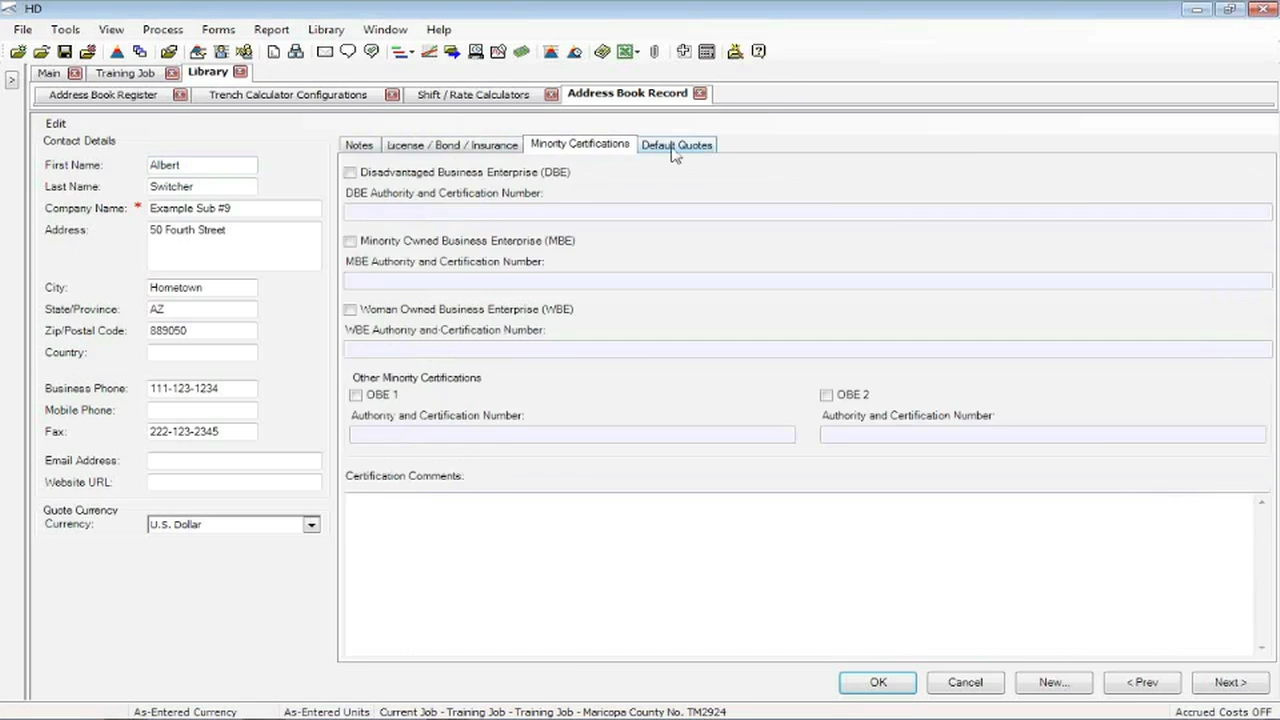 HD
File Tools View Process Forms Report Library Window Help
Main Training Job Library
Address Book Register Trench Calculator Configurations Shift / Rate Calculators Address Book Record
Edit
Contact Details
First Name: Albert
Last Name: Switcher
Company Name: * Example Sub #9
Address: 50 Fourth Street
City: Hometown
State/Province: AZ
Zip/Postal Code: 889050
Country:
Business Phone: 111-123-1234
Mobile Phone:
Fax: 222-123-2345
Email Address:
Website URL:
Quote Currency
Currency: U.S. Dollar
Notes License / Bond / Insurance Minority Certifications Default Quotes
Disadvantaged Business Enterprise (DBE)
DBE Authority and Certification Number:
Minority Owned Business Enterprise (MBE)
MBE Authority and Certification Number:
Woman Owned Business Enterprise (WBE)
WBE Authority and Certification Number:
Other Minority Certifications
OBE 1 OBE 2
Authority and Certification Number: Authority and Certification Number:
Certification Comments:
OK Cancel New... < Prev Next >
As-Entered Currency As-Entered Units Current Job - Training Job - Training Job - Maricopa County No. TM2924 Accrued Costs OFF